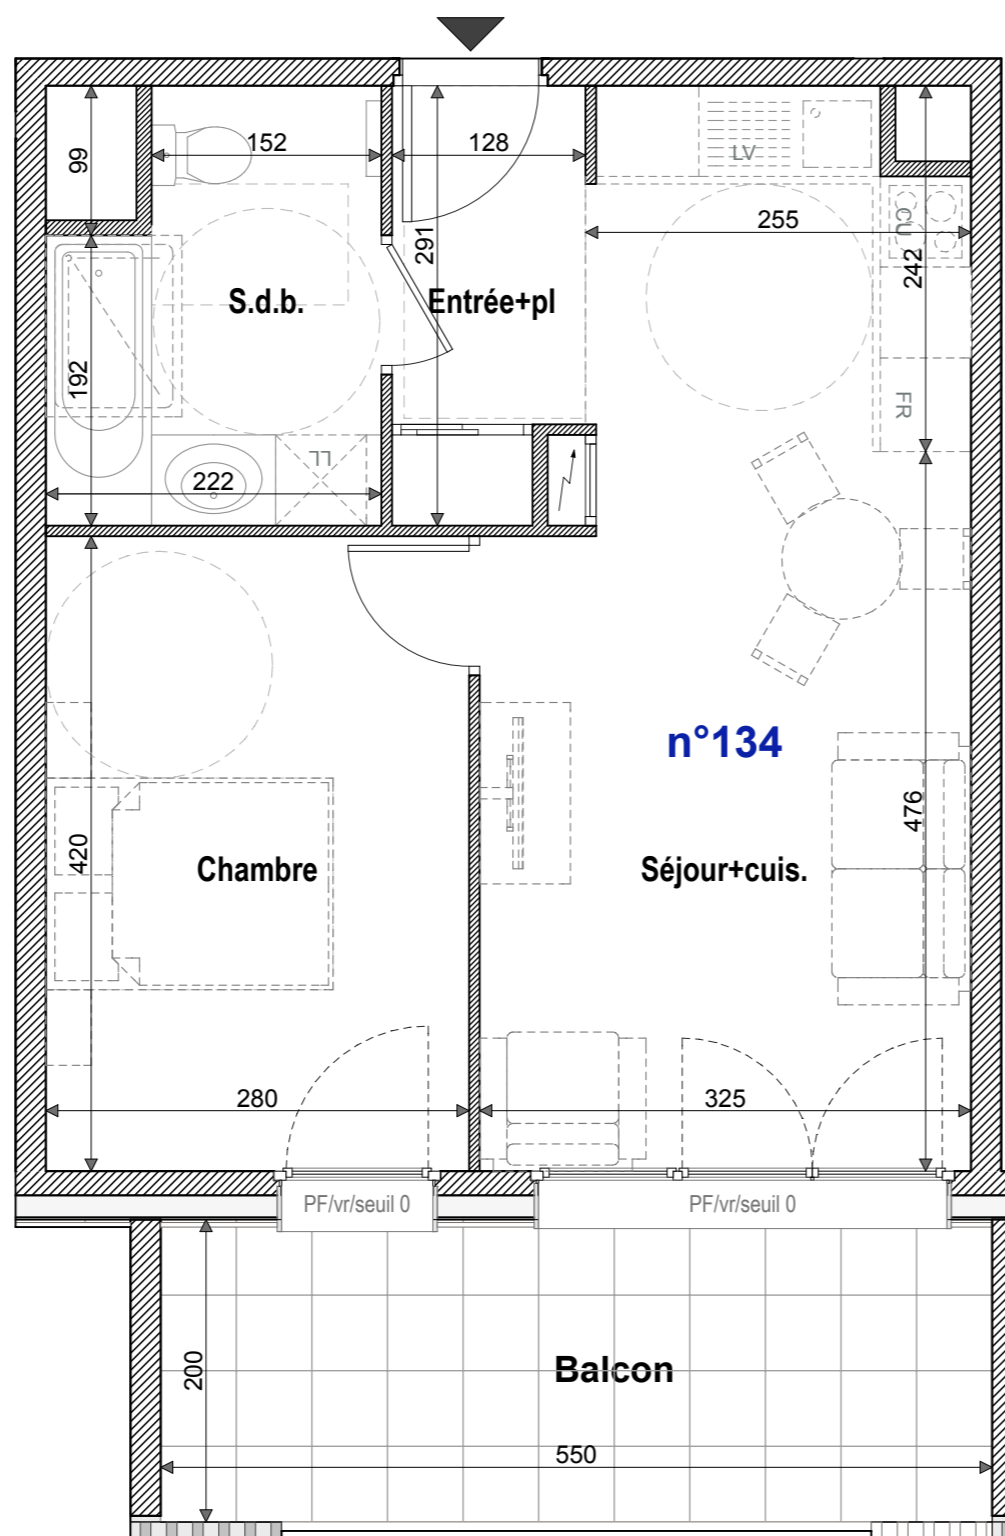 99
152
128
LV
291
255
CU
242
S.d.b.
Entrée+pl
192
FR
LL
222
n°134
420
476
Chambre
Séjour+cuis.
280
325
PF/vr/seuil 0
PF/vr/seuil 0
200
Balcon
550